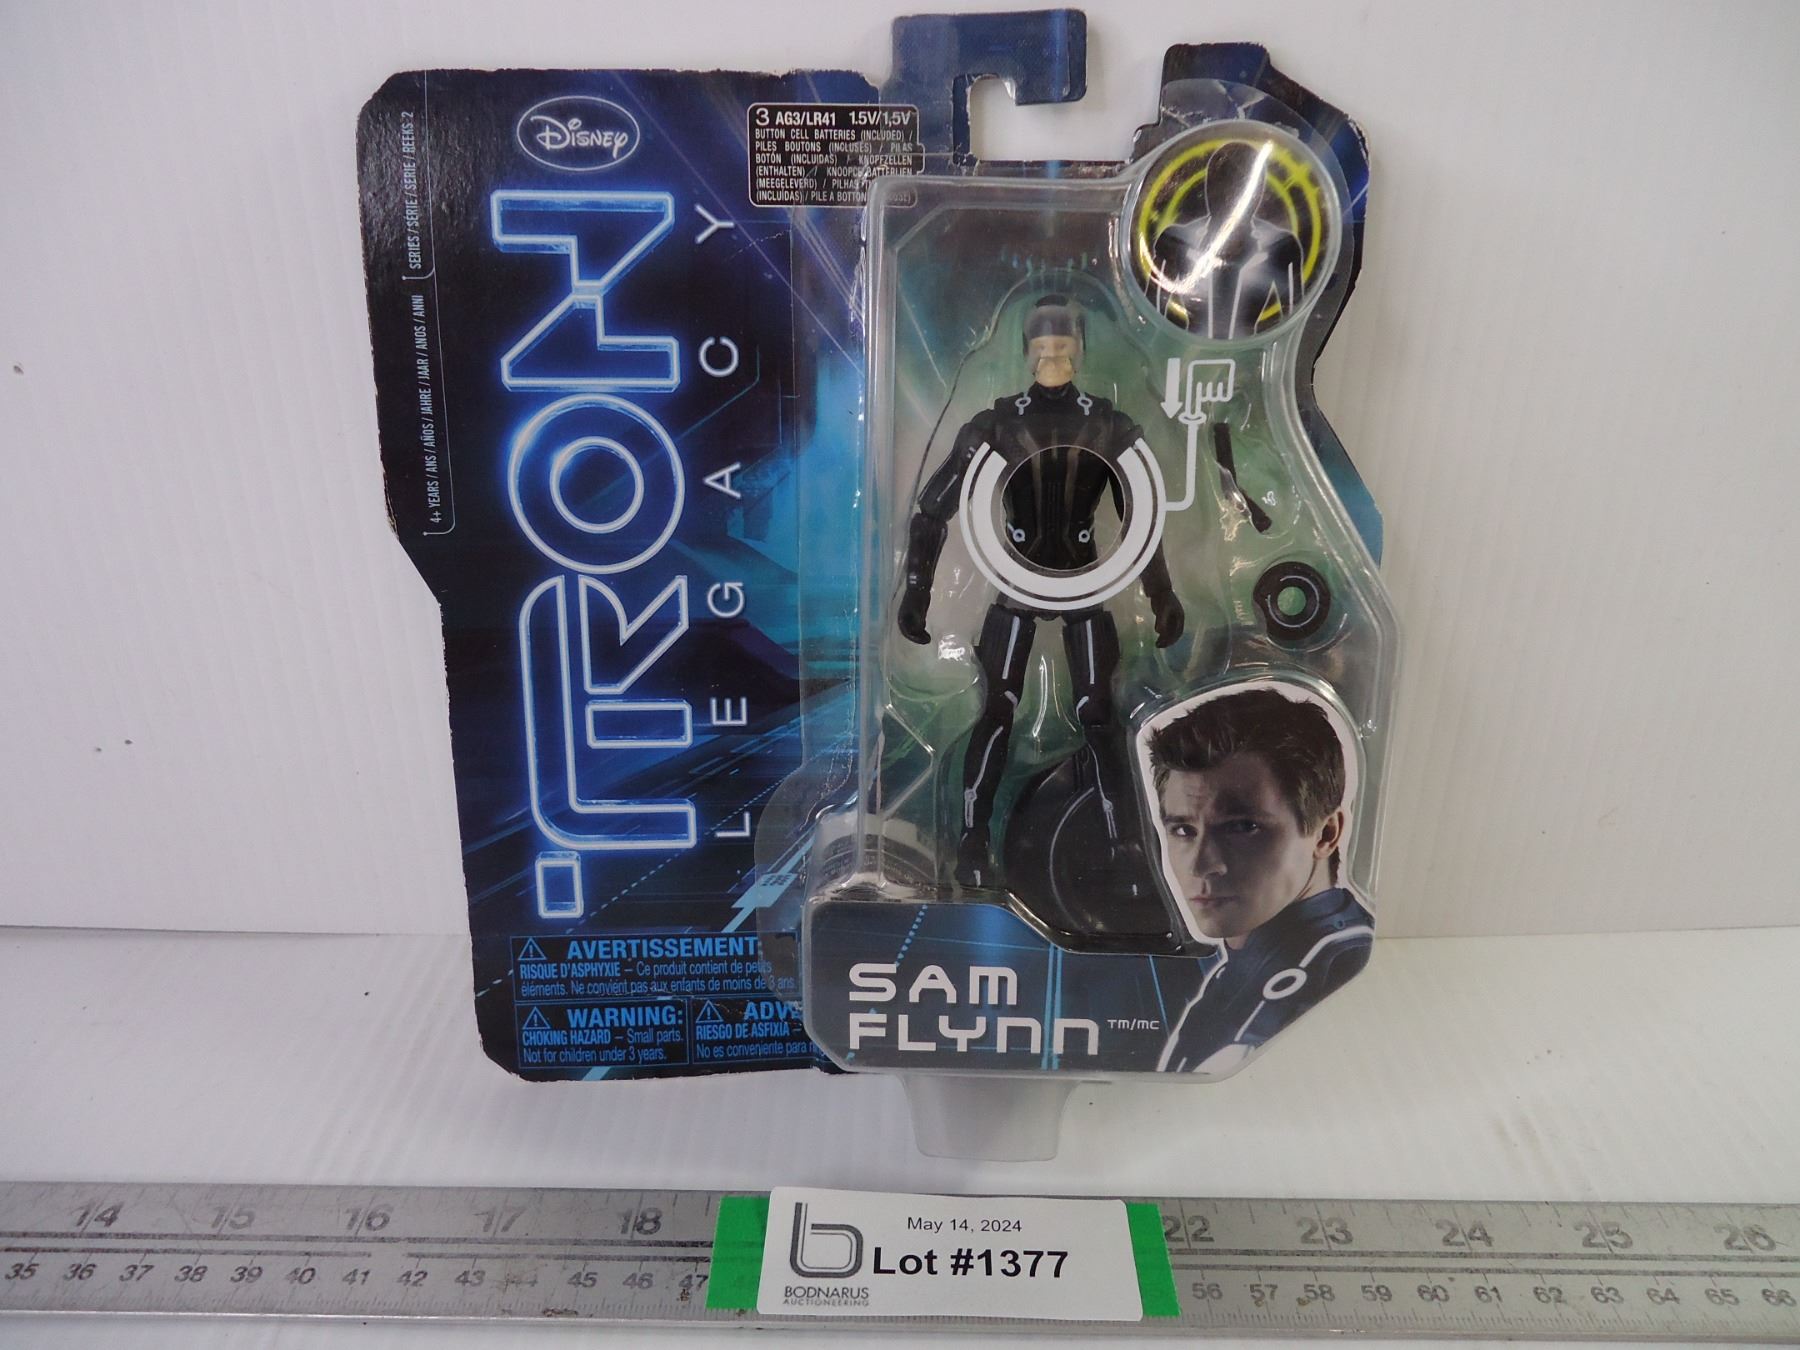 SERIES / SÉRIE / SERIE / REEKS-2
4+ YEARS / ANS / AÑOS / JAHRE / JAAR / ANOS / ANNI
Disney
TRON
LEGACY
3 AG3/LR41 1.5V/1,5V
BUTTON CELL BATTERIES (INCLUDED) /
PILES BOUTONS (INCLUSES) / PILAS
BOTÓN (INCLUIDAS) / KNOPFZELLEN
(ENTHALTEN) / KNOOPCELBATTERIJEN
(MEEGELEVERD) / PILHAS
(INCLUÍDAS) / PILE A BOTTON
AVERTISSEMENT:
RISQUE D'ASPHYXIE – Ce produit contient de petits
éléments. Ne convient pas aux enfants de moins de 3 ans.
WARNING:
CHOKING HAZARD – Small parts.
Not for children under 3 years.
ADV
RIESGO DE ASFIXIA –
No es conveniente para
SAM
FLYNN TM/MC
14 15 16 17 18 22 23 24 25 26
35 36 37 38 39 40 41 42 43 44 45 46 47 56 57 58 59 60 61 62 63 64 65 66
May 14, 2024
Lot #1377
BODNARUS
AUCTIONEERING